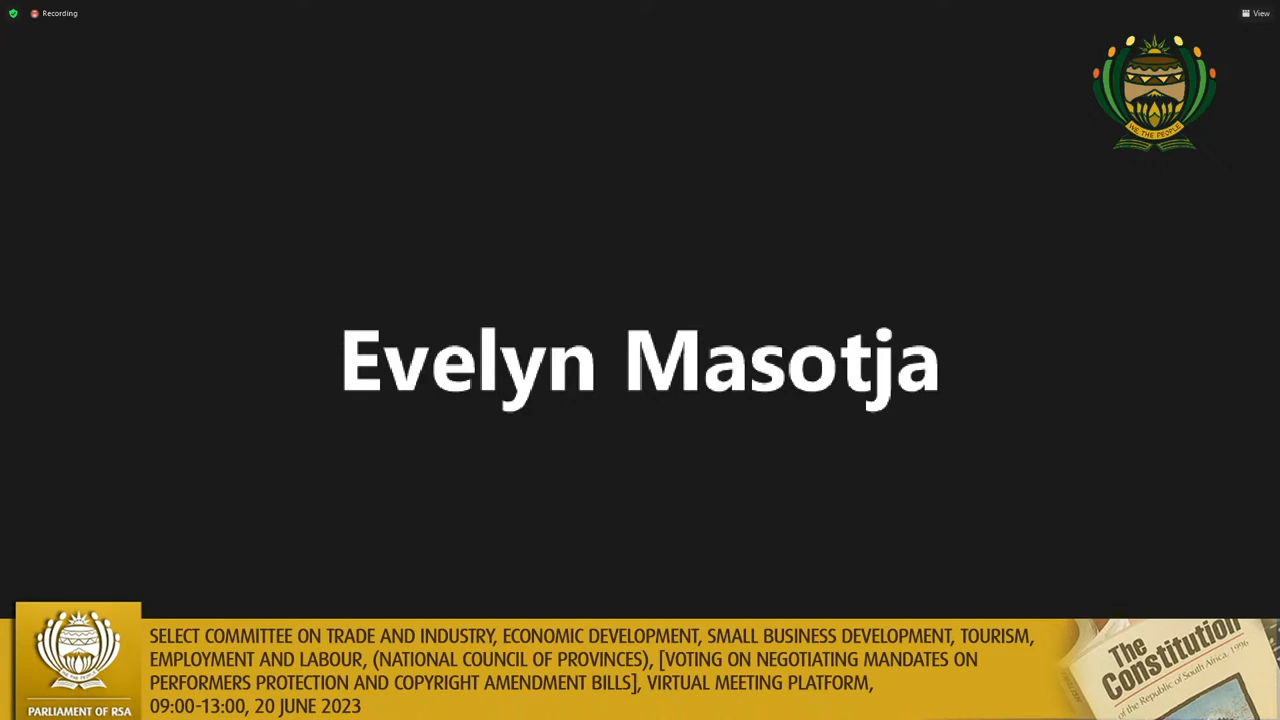 Recording
View
WE, THE PEOPLE
Evelyn Masotja
SELECT COMMITTEE ON TRADE AND INDUSTRY, ECONOMIC DEVELOPMENT, SMALL BUSINESS DEVELOPMENT, TOURISM,
EMPLOYMENT AND LABOUR, (NATIONAL COUNCIL OF PROVINCES), [VOTING ON NEGOTIATING MANDATES ON
PERFORMERS PROTECTION AND COPYRIGHT AMENDMENT BILLS], VIRTUAL MEETING PLATFORM,
09:00-13:00, 20 JUNE 2023
PARLIAMENT OF RSA
The
Constitution
of the Republic of South Africa, 1996